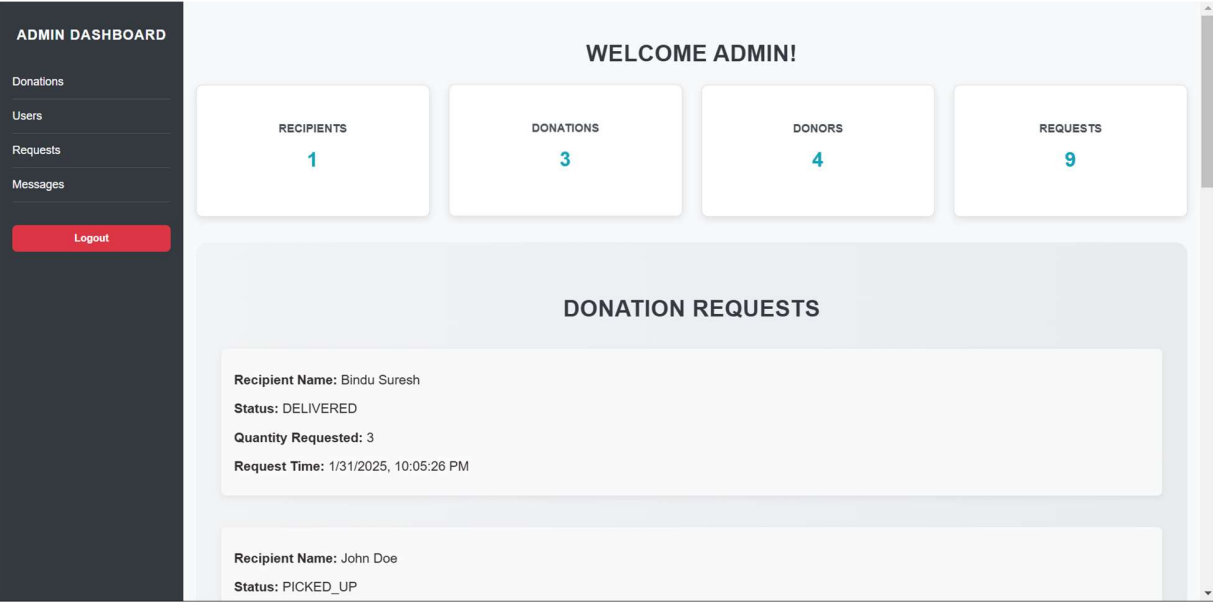 ADMIN DASHBOARD
Donations
Users
Requests
Messages
Logout
WELCOME ADMIN!
RECIPIENTS
1
DONATIONS
3
DONORS
4
REQUESTS
9
DONATION REQUESTS
Recipient Name: Bindu Suresh
Status: DELIVERED
Quantity Requested: 3
Request Time: 1/31/2025, 10:05:26 PM
Recipient Name: John Doe
Status: PICKED_UP